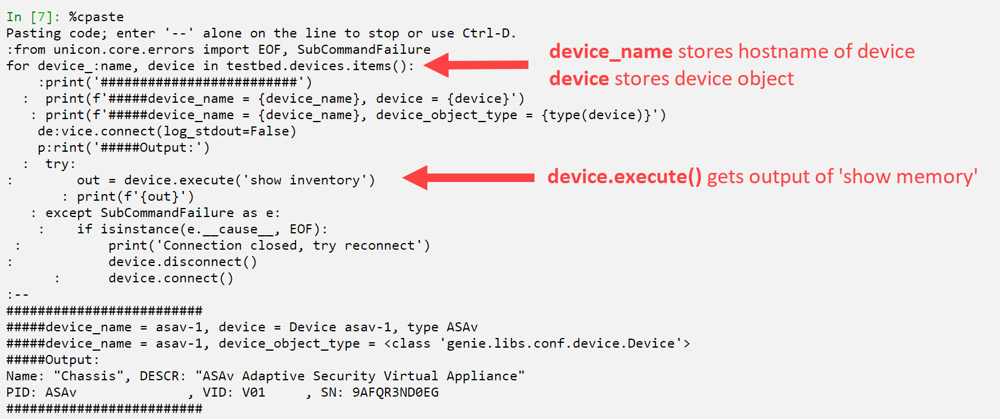 In [7]: %cpaste
Pasting code; enter '--' alone on the line to stop or use Ctrl-D.
:from unicon.core.errors import EOF, SubCommandFailure
for device_:name, device in testbed.devices.items():
device_name stores hostname of device
device stores device object
    :print('#########################')
  :  print(f'#####device_name = {device_name}, device = {device}')
   : print(f'#####device_name = {device_name}, device_object_type = {type(device)}')
    de:vice.connect(log_stdout=False)
    p:rint('#####Output:')
  :  try:
:        out = device.execute('show inventory')
device.execute() gets output of 'show memory'
       : print(f'{out}')
   : except SubCommandFailure as e:
    :    if isinstance(e.__cause__, EOF):
 :           print('Connection closed, try reconnect')
:            device.disconnect()
      :      device.connect()
:--
#########################
#####device_name = asav-1, device = Device asav-1, type ASAv
#####device_name = asav-1, device_object_type = <class 'genie.libs.conf.device.Device'>
#####Output:
Name: "Chassis", DESCR: "ASAv Adaptive Security Virtual Appliance"
PID: ASAv              , VID: V01     , SN: 9AFQR3ND0EG
#########################